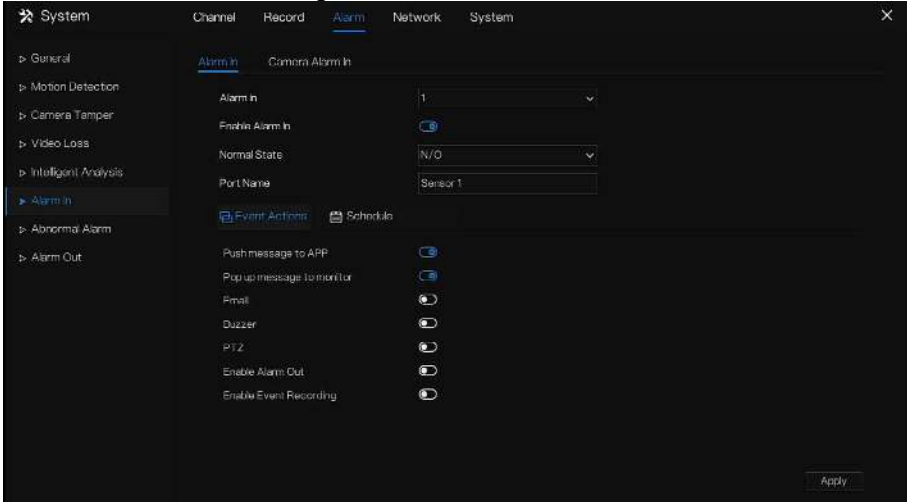 System
Channel Record Alarm Network System
General
Motion Detection
Camera Tamper
Video Loss
Intelligent Analysis
Alarm In
Abnormal Alarm
Alarm Out
Alarm In Camera Alarm In
Alarm In 1
Enable Alarm In
Normal State N/O
Port Name Sensor 1
Event Actions Schedule
Push message to APP
Pop up message to monitor
Email
Buzzer
PTZ
Enable Alarm Out
Enable Event Recording
Apply